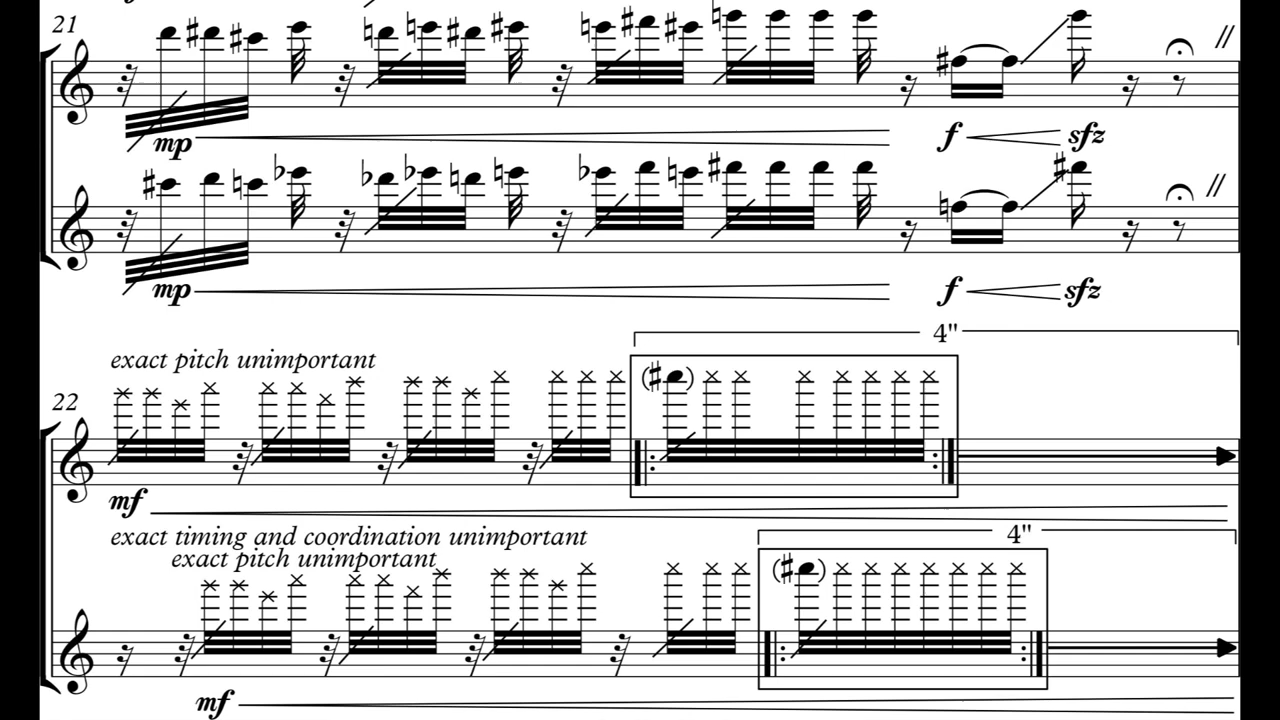 21
mp f sfz
mp f sfz
4"
exact pitch unimportant
22
mf
exact timing and coordination unimportant
4"
exact pitch unimportant
mf